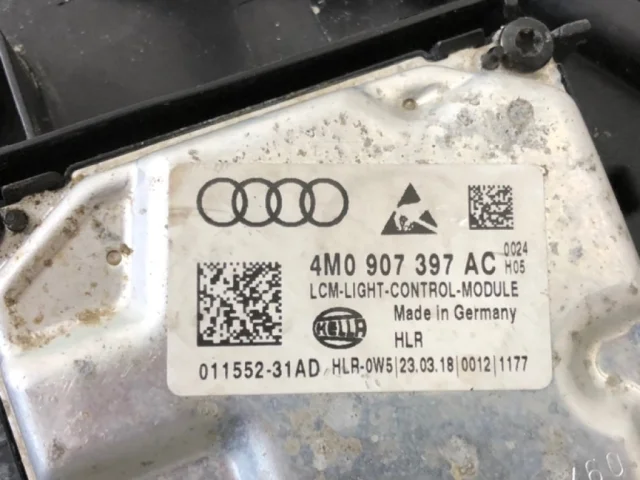 4M0 907 397 AC 0024 H05
LCM-LIGHT-CONTROL-MODULE
Made in Germany
HELLA
HLR
011552-31AD HLR-0W5|23.03.18|0012|1177